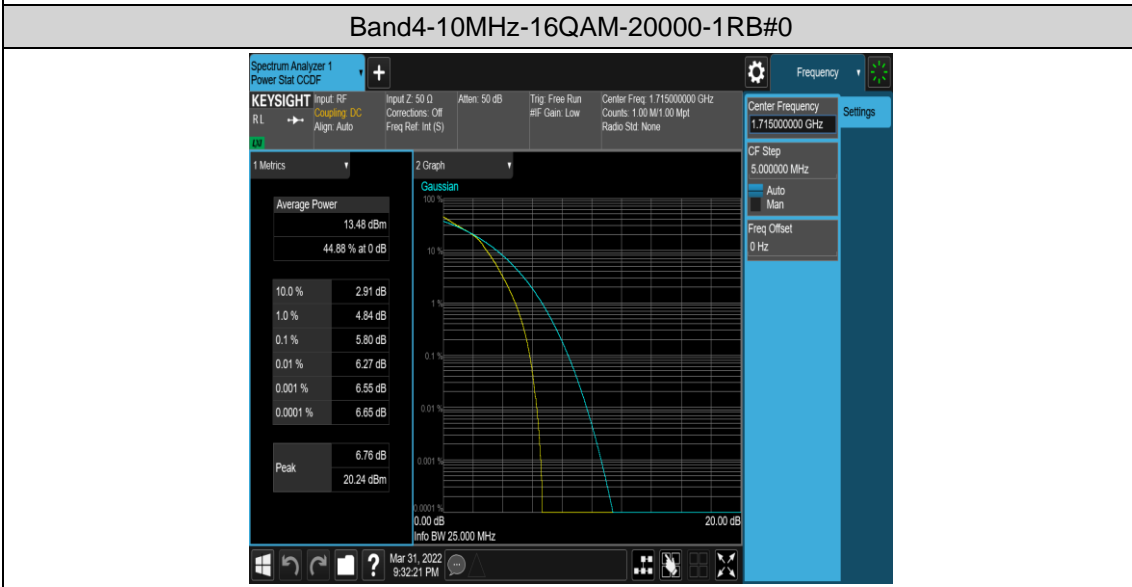 Band4-10MHz-16QAM-20000-1RB#0
Spectrum Analyzer 1
Power Stat CCDF
+
Frequency
KEYSIGHT
RL
LXI
Input: RF
Coupling: DC
Align: Auto
Input Z: 50 Ω
Corrections: Off
Freq Ref: Int (S)
Atten: 50 dB
Trig: Free Run
#IF Gain: Low
Center Freq: 1.715000000 GHz
Counts: 1.00 M/1.00 Mpt
Radio Std: None
Center Frequency
1.715000000 GHz
Settings
CF Step
5.000000 MHz
Auto
Man
Freq Offset
0 Hz
1 Metrics
Average Power
13.48 dBm
44.88 % at 0 dB
10.0 % 2.91 dB
1.0 % 4.84 dB
0.1 % 5.80 dB
0.01 % 6.27 dB
0.001 % 6.55 dB
0.0001 % 6.65 dB
Peak
6.76 dB
20.24 dBm
2 Graph
Gaussian
100 %
10 %
1 %
0.1 %
0.01 %
0.001 %
0.0001 %
0.00 dB 20.00 dB
Info BW 25.000 MHz
?
Mar 31, 2022
9:32:21 PM